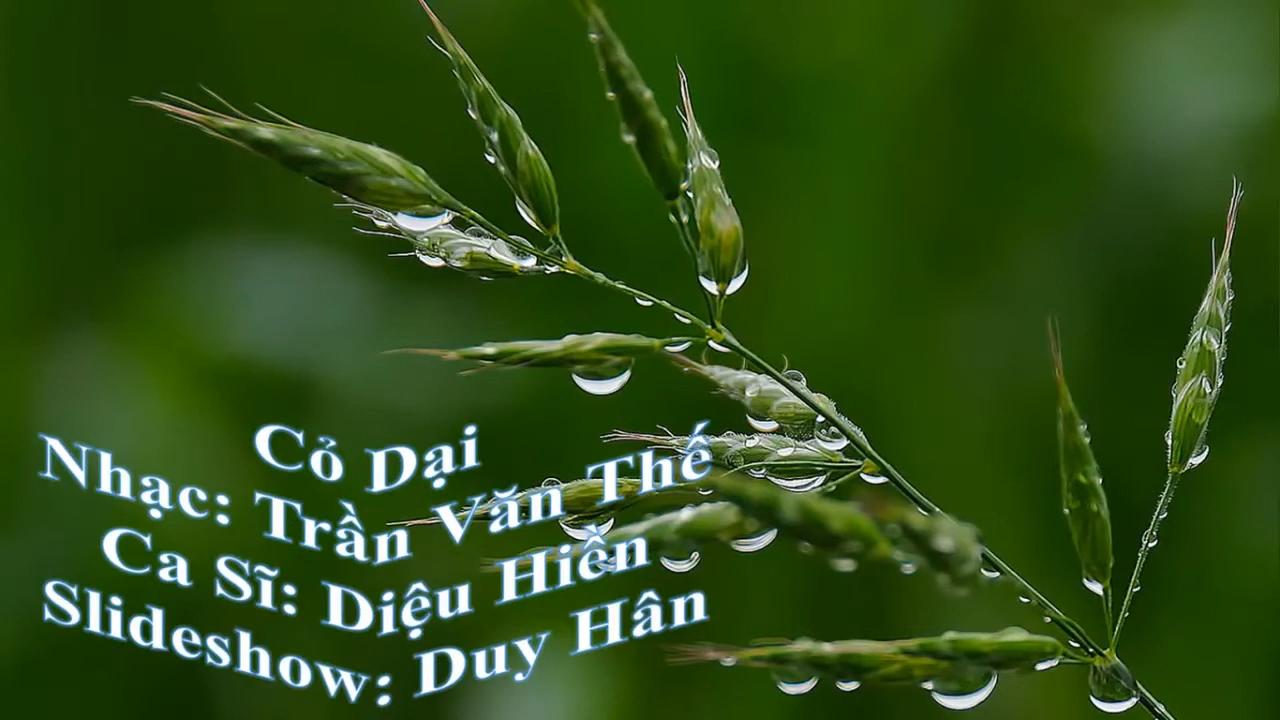 Cỏ Dại
Nhạc: Trần Văn Thế
Ca Sĩ: Diệu Hiền
Slideshow: Duy Hân